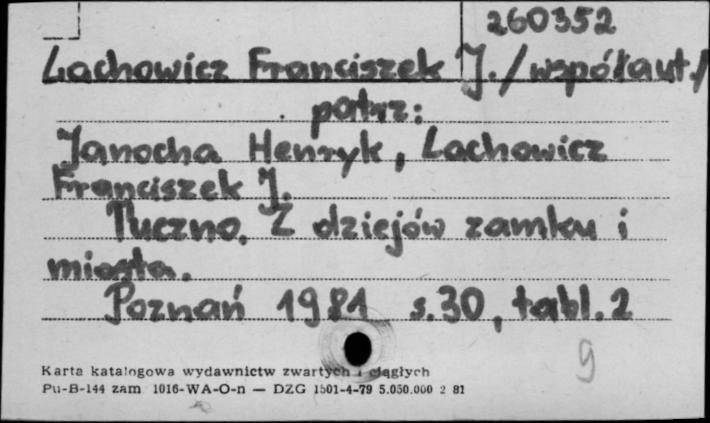 260352
Lachowicz Franciszek J. /współaut./
patrz:
Janocha Henryk, Lachowicz
Franciszek J.
Tuczno. Z dziejów zamku i
miasta.
Poznań 1981 s.30, tabl.2
9
Karta katalogowa wydawnictw zwartych i ciągłych
Pu-B-144 zam 1016-WA-O-n — DZG 1501-4-79 5.050.000 2 81